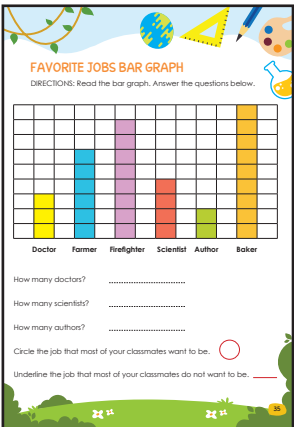 FAVORITE JOBS BAR GRAPH
DIRECTIONS: Read the bar graph. Answer the questions below.
Doctor Farmer Firefighter Scientist Author Baker
How many doctors? ................................
How many scientists? ................................
How many authors? ................................
Circle the job that most of your classmates want to be.
Underline the job that most of your classmates do not want to be. _____
35